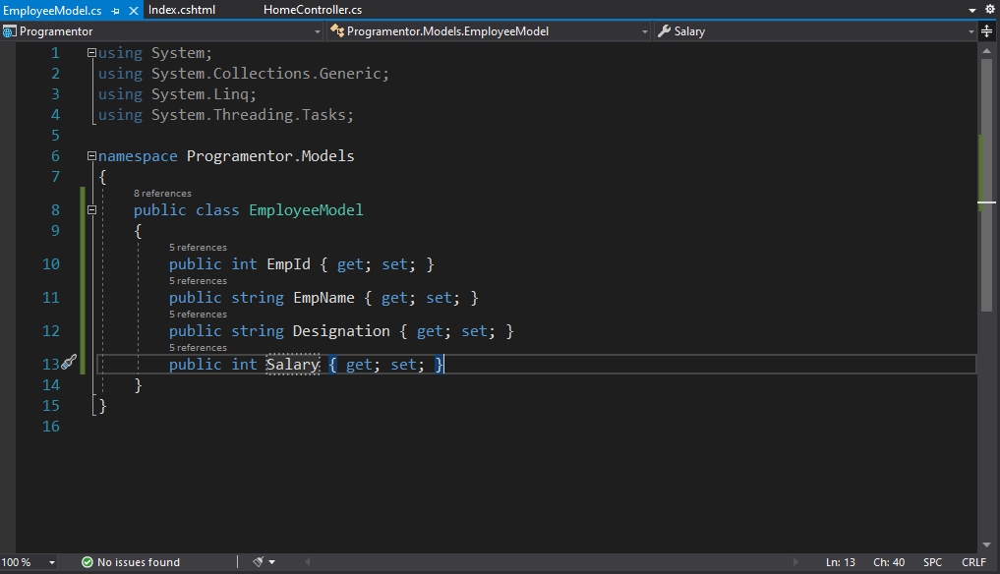 EmployeeModel.cs Index.cshtml HomeController.cs
Programentor Programentor.Models.EmployeeModel Salary
1 using System;
2 using System.Collections.Generic;
3 using System.Linq;
4 using System.Threading.Tasks;
5
6 namespace Programentor.Models
7 {
8 references
8 public class EmployeeModel
9 {
5 references
10 public int EmpId { get; set; }
5 references
11 public string EmpName { get; set; }
5 references
12 public string Designation { get; set; }
5 references
13 public int Salary { get; set; }
14 }
15 }
16
100 % No issues found Ln: 13 Ch: 40 SPC CRLF